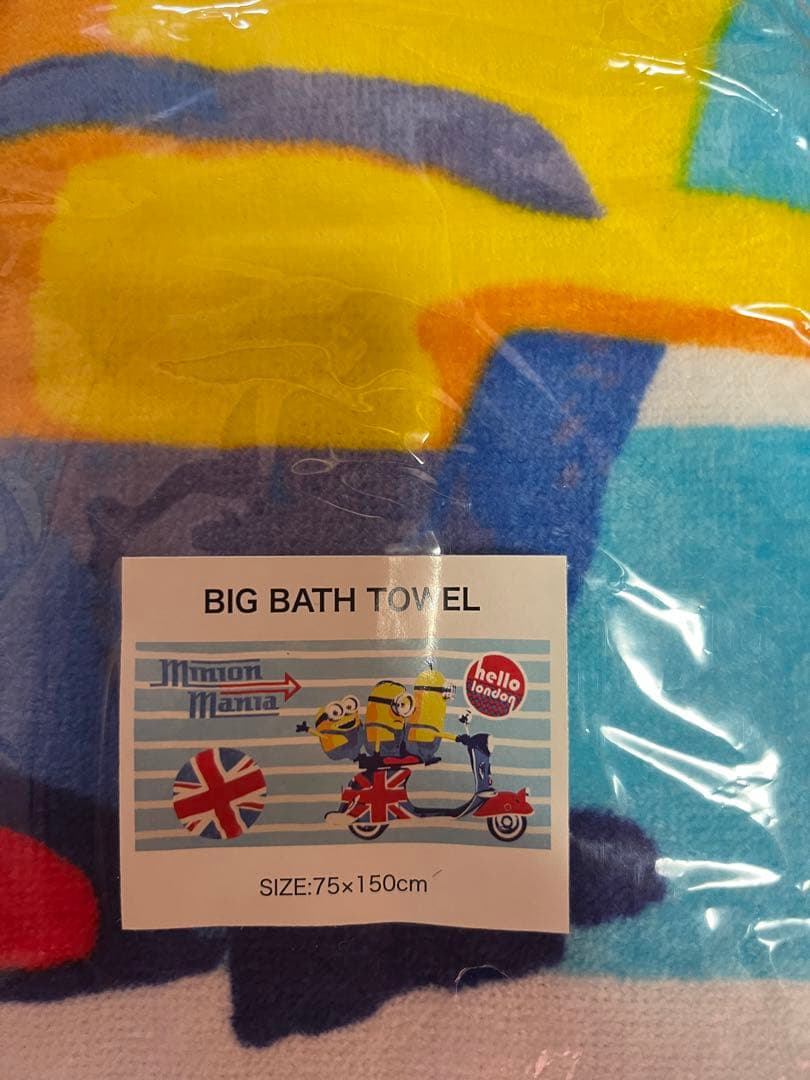 BIG BATH TOWEL
Minion
Mania
hello
london
SIZE:75×150cm